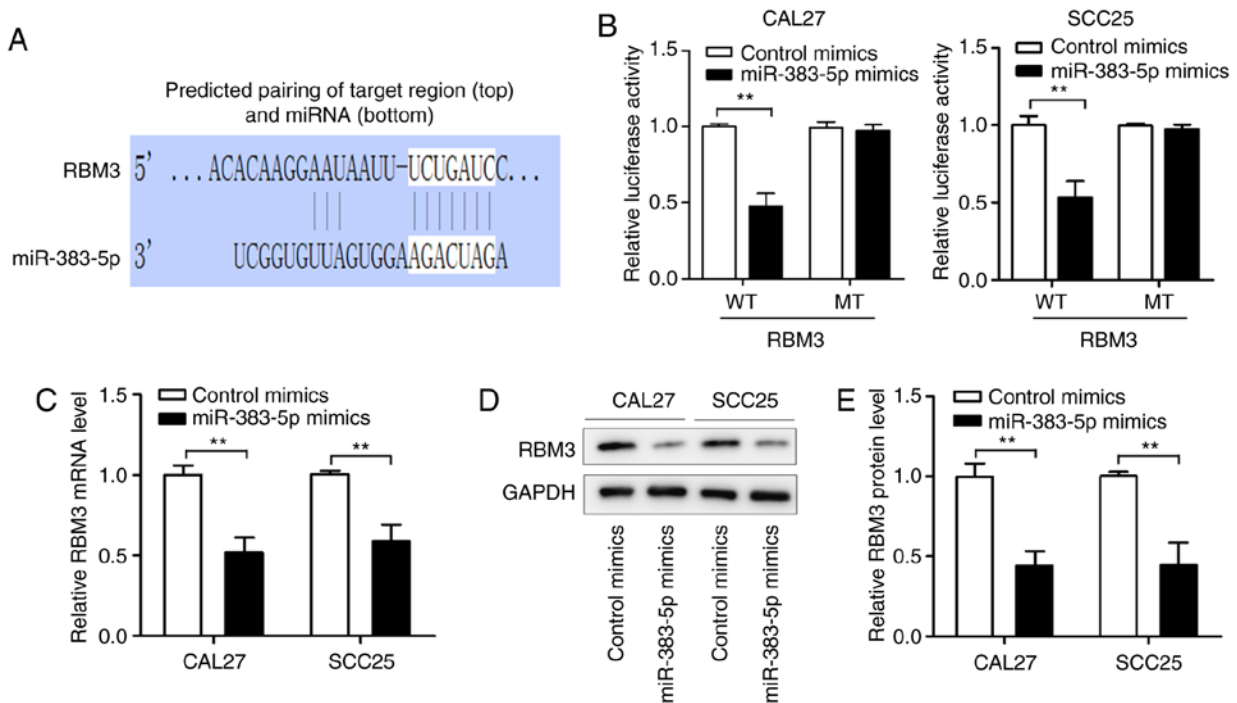 A
Predicted pairing of target region (top)
and miRNA (bottom)
RBM3 5' ...ACACAAGGAAUAAUU-UCUGAUCC...
miR-383-5p 3' UCGGUGUUAGUGGAAGACUAGA
B
CAL27
Relative luciferase activity
1.5
1.0
0.5
0.0
Control mimics
miR-383-5p mimics
**
WT MT
RBM3
SCC25
Relative luciferase activity
1.5
1.0
0.5
0.0
Control mimics
miR-383-5p mimics
**
WT MT
RBM3
C
Relative RBM3 mRNA level
1.5
1.0
0.5
0.0
Control mimics
miR-383-5p mimics
** **
CAL27 SCC25
D
CAL27 SCC25
RBM3
GAPDH
Control mimics
miR-383-5p mimics
Control mimics
miR-383-5p mimics
E
Relative RBM3 protein level
1.5
1.0
0.5
0.0
Control mimics
miR-383-5p mimics
** **
CAL27 SCC25